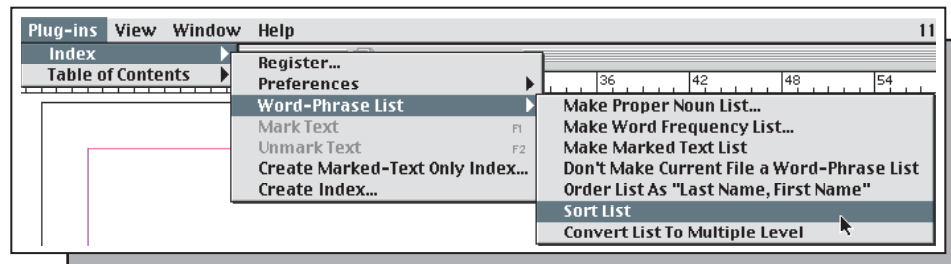 Plug-ins View Window Help 11
Index
Table of Contents
Register...
Preferences
Word-Phrase List
Mark Text F1
Unmark Text F2
Create Marked-Text Only Index...
Create Index...
36 42 48 54
Make Proper Noun List...
Make Word Frequency List...
Make Marked Text List
Don't Make Current File a Word-Phrase List
Order List As "Last Name, First Name"
Sort List
Convert List To Multiple Level